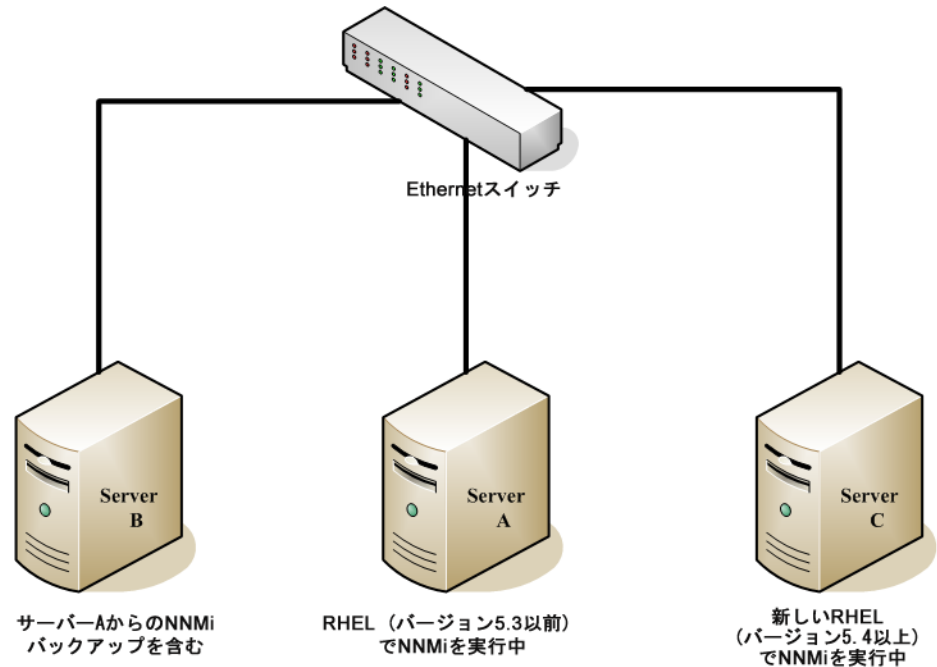 Ethernetスイッチ
Server
B
Server
A
Server
C
サーバーAからのNNMi
バックアップを含む
RHEL（バージョン5.3以前）
でNNMiを実行中
新しいRHEL
（バージョン5.4以上）
でNNMiを実行中